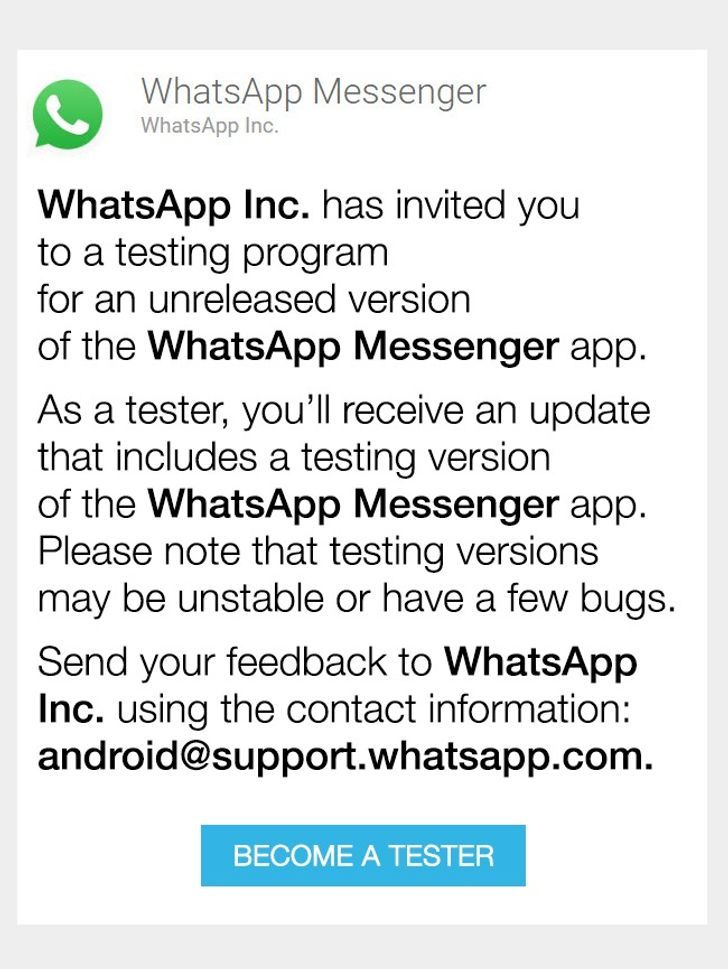 WhatsApp Messenger
WhatsApp Inc.
WhatsApp Inc. has invited you
to a testing program
for an unreleased version
of the WhatsApp Messenger app.
As a tester, you’ll receive an update
that includes a testing version
of the WhatsApp Messenger app.
Please note that testing versions
may be unstable or have a few bugs.
Send your feedback to WhatsApp
Inc. using the contact information:
android@support.whatsapp.com.
BECOME A TESTER